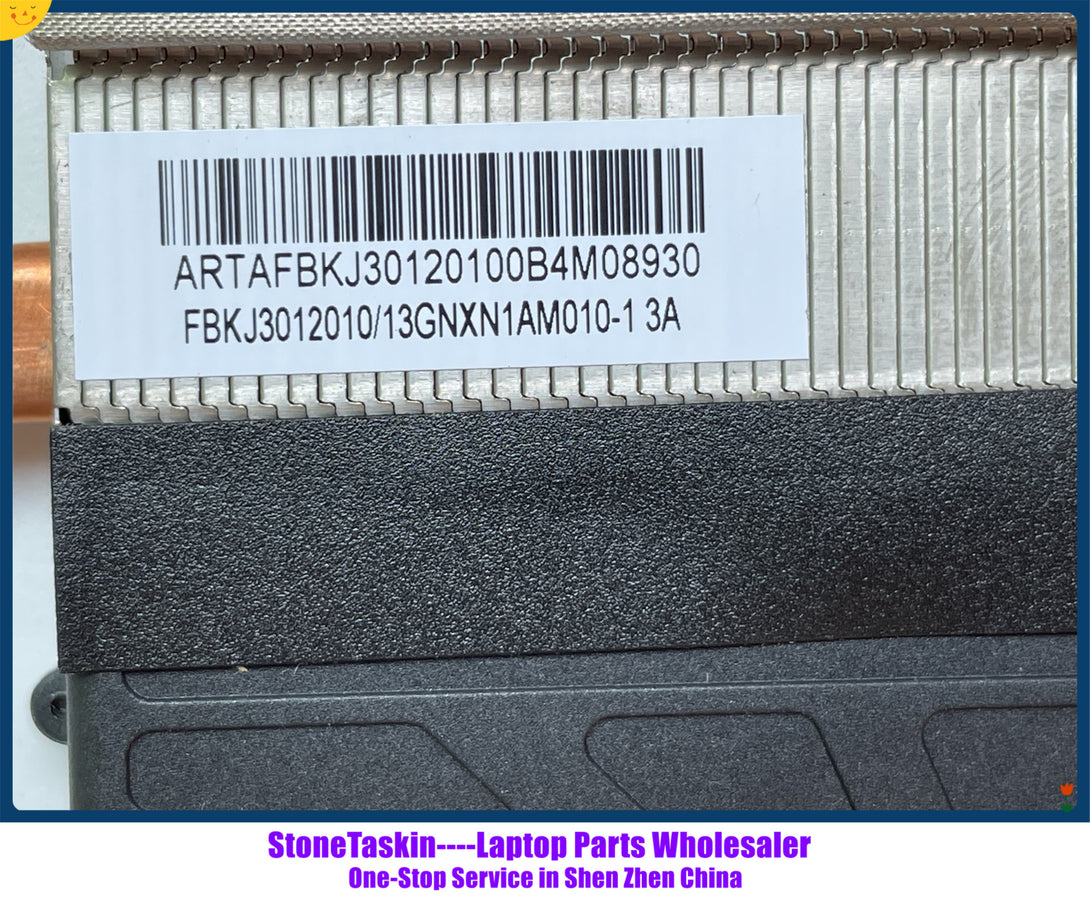 ARTAFBKJ30120100B4M08930
FBKJ3012010/13GNXN1AM010-1 3A
StoneTaskin----Laptop Parts Wholesaler
One-Stop Service in Shen Zhen China